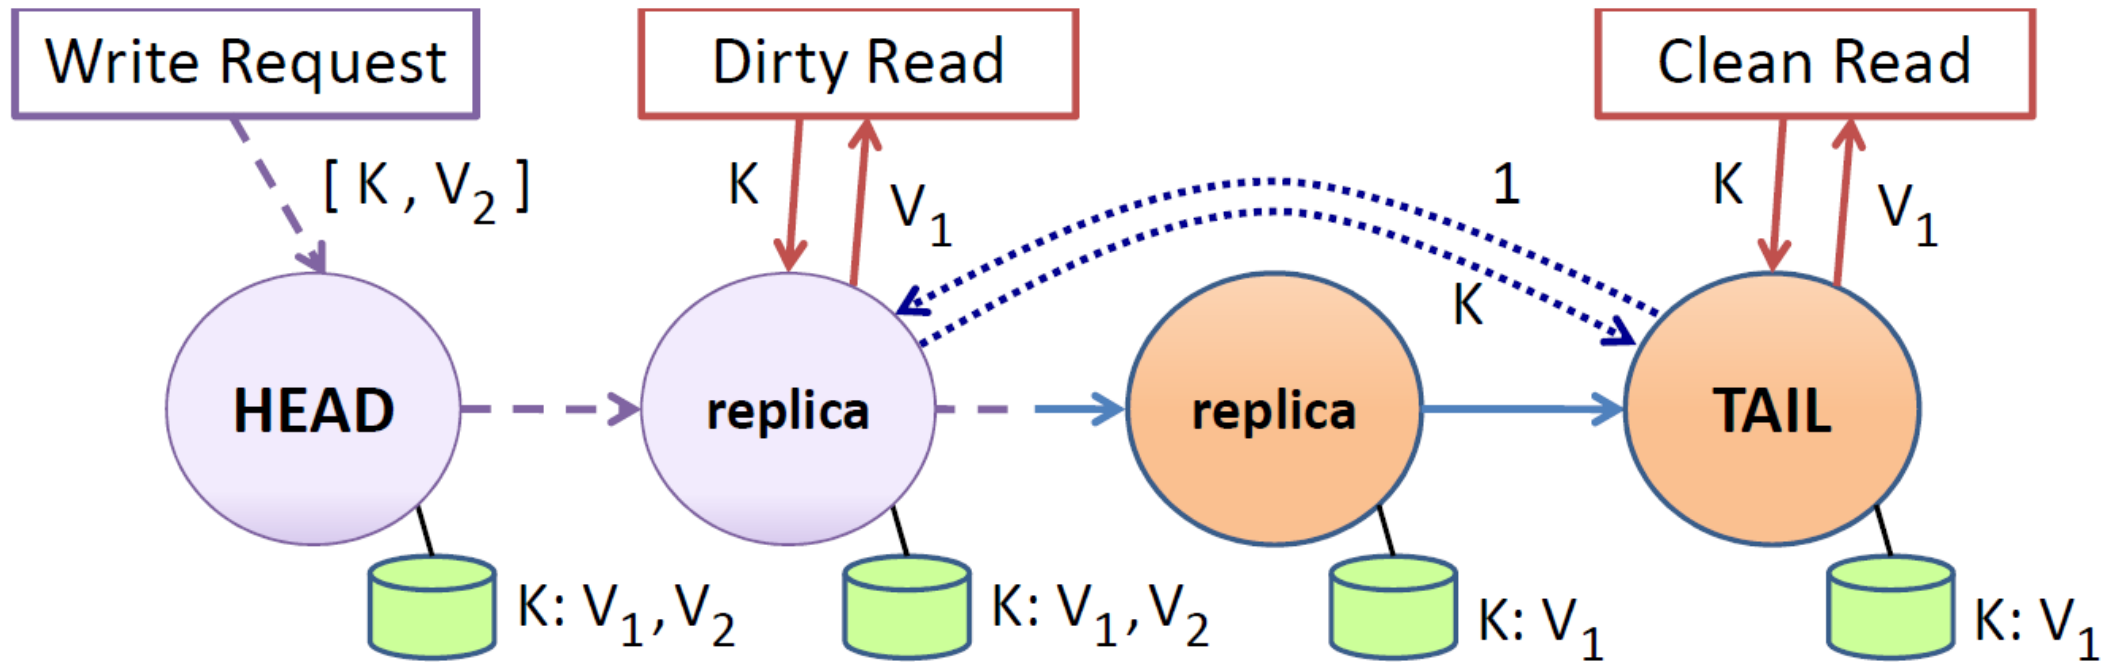 Write Request
Dirty Read
Clean Read
[ K , V2 ]
K
V1
1
K
K
V1
HEAD
replica
replica
TAIL
K: V1, V2
K: V1, V2
K: V1
K: V1